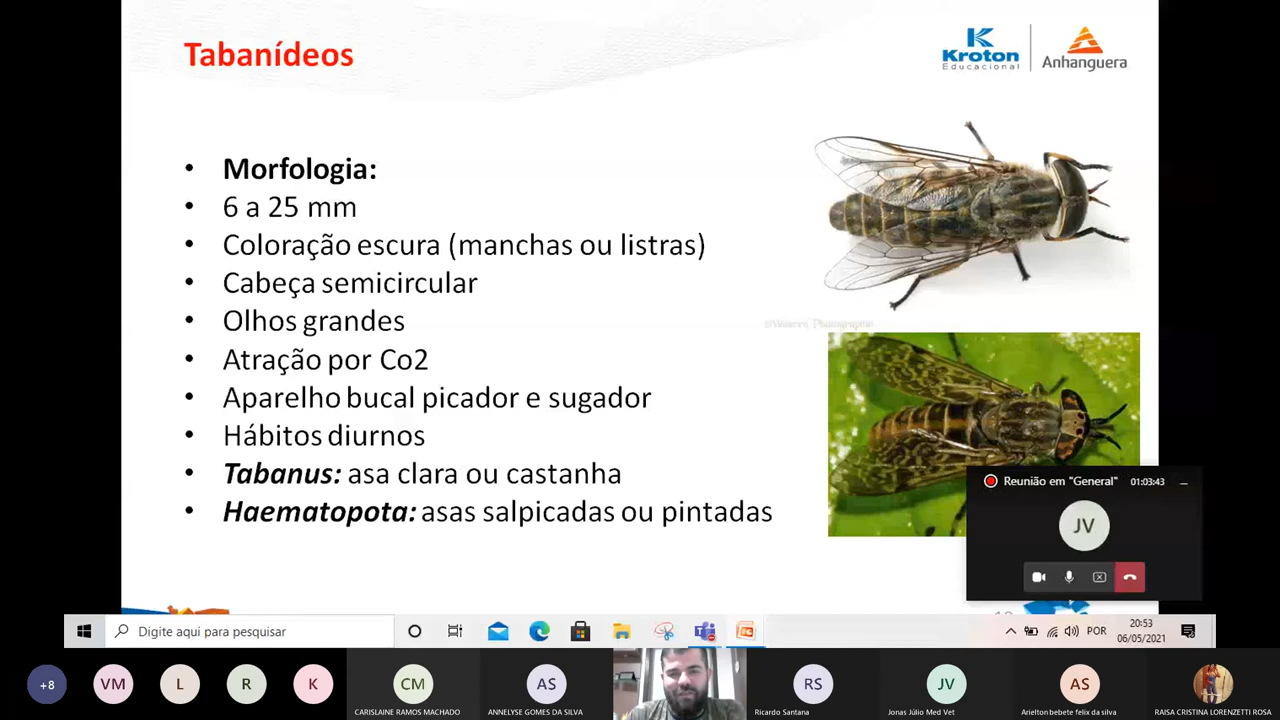 Tabanídeos
Kroton
Educacional
Anhanguera
• Morfologia:
• 6 a 25 mm
• Coloração escura (manchas ou listras)
• Cabeça semicircular
• Olhos grandes
• Atração por Co2
• Aparelho bucal picador e sugador
• Hábitos diurnos
• Tabanus: asa clara ou castanha
• Haematopota: asas salpicadas ou pintadas
Reunião em "General" 01:03:43
JV
Digite aqui para pesquisar
POR
20:53
06/05/2021
+8
VM
L
R
K
CM
CARISLAINE RAMOS MACHADO
AS
ANNELYSE GOMES DA SILVA
RS
Ricardo Santana
JV
Jonas Júlio Med Vet
AS
Arielton bebete felix da silva
RAISA CRISTINA LORENZETTI ROSA